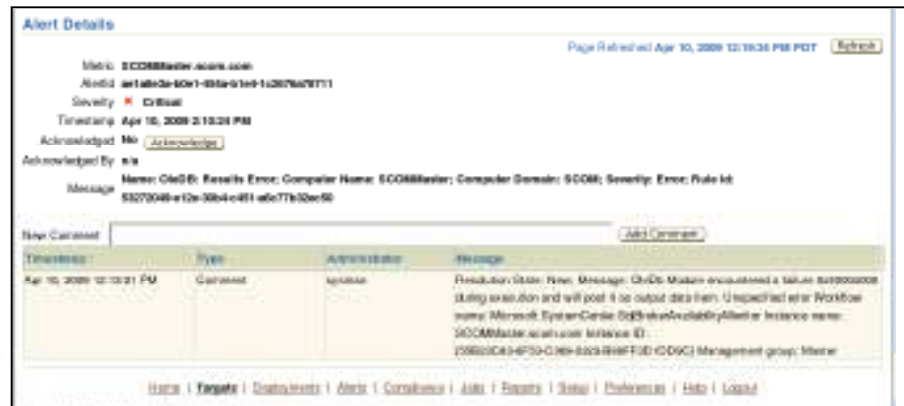 Alert Details
Page Refreshed Apr 10, 2009 12:19:34 PM PDT Refresh
Metric SCOMMaster.scom.com
AlertId
Severity Critical
Timestamp Apr 10, 2009 2:10:24 PM
Acknowledged No Acknowledge
Acknowledged By n/a
Message Name: OleDB: Results Error; Computer Name: SCOMMaster; Computer Domain: SCOM; Severity: Error; Rule Id:
New Comment Add Comment
Timestamp Type Administrator Message
Apr 10, 2009 12:13:21 PM Comment sysman Resolution State: New; Message: OleDb Module encountered a failure
during execution and will post it as output data item. Unspecified error Workflow
name: Microsoft.SystemCenter.SqlBrokerAvailabilityMonitor Instance name:
SCOMMaster.scom.com Instance ID:
Management group: Master
Home | Targets | Deployments | Alerts | Compliance | Jobs | Reports | Setup | Preferences | Help | Logout